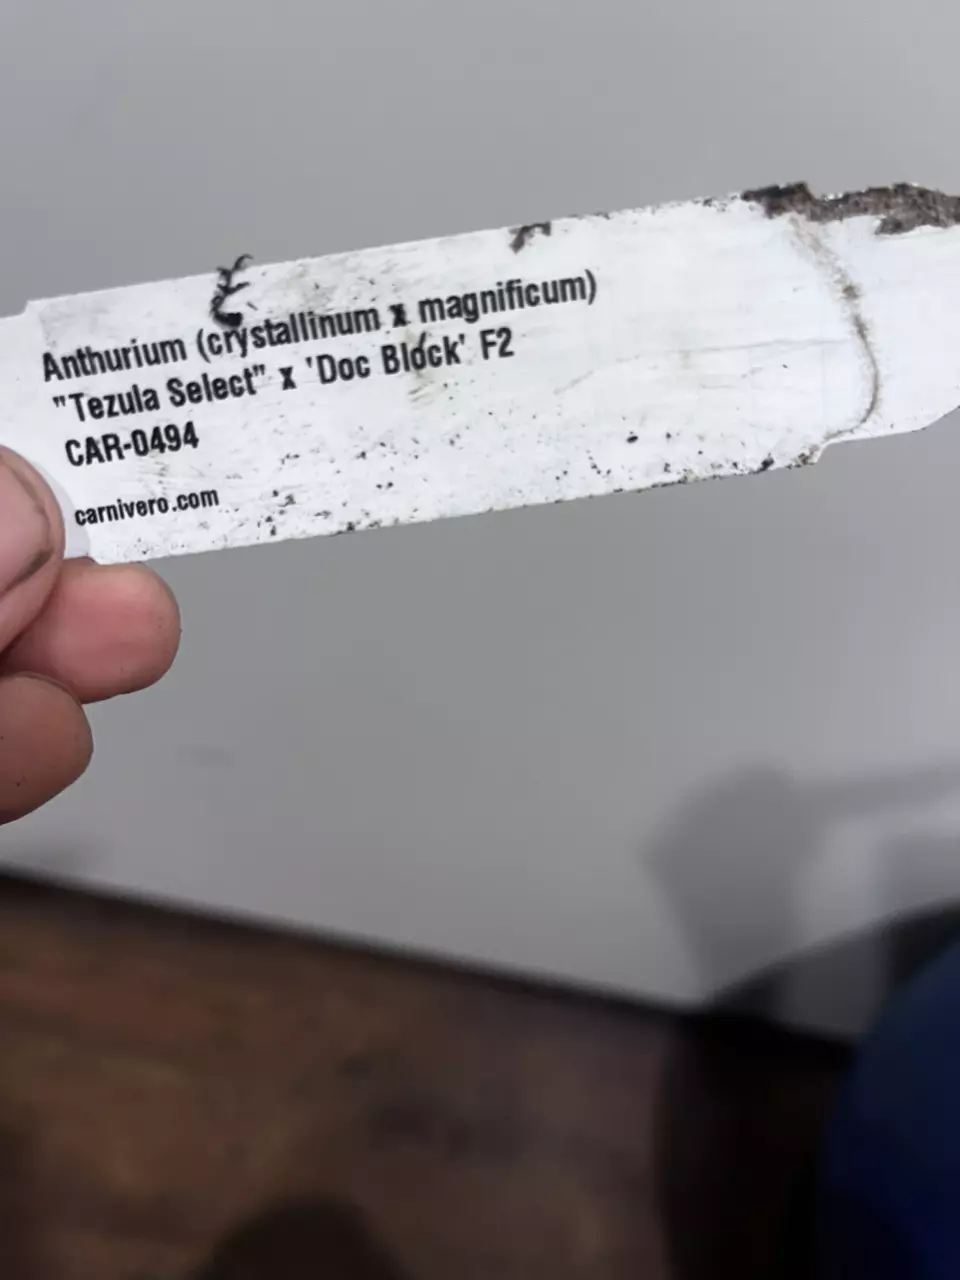 Anthurium (crystallinum x magnificum)
"Tezula Select" x 'Doc Block' F2
CAR-0494
carnivero.com